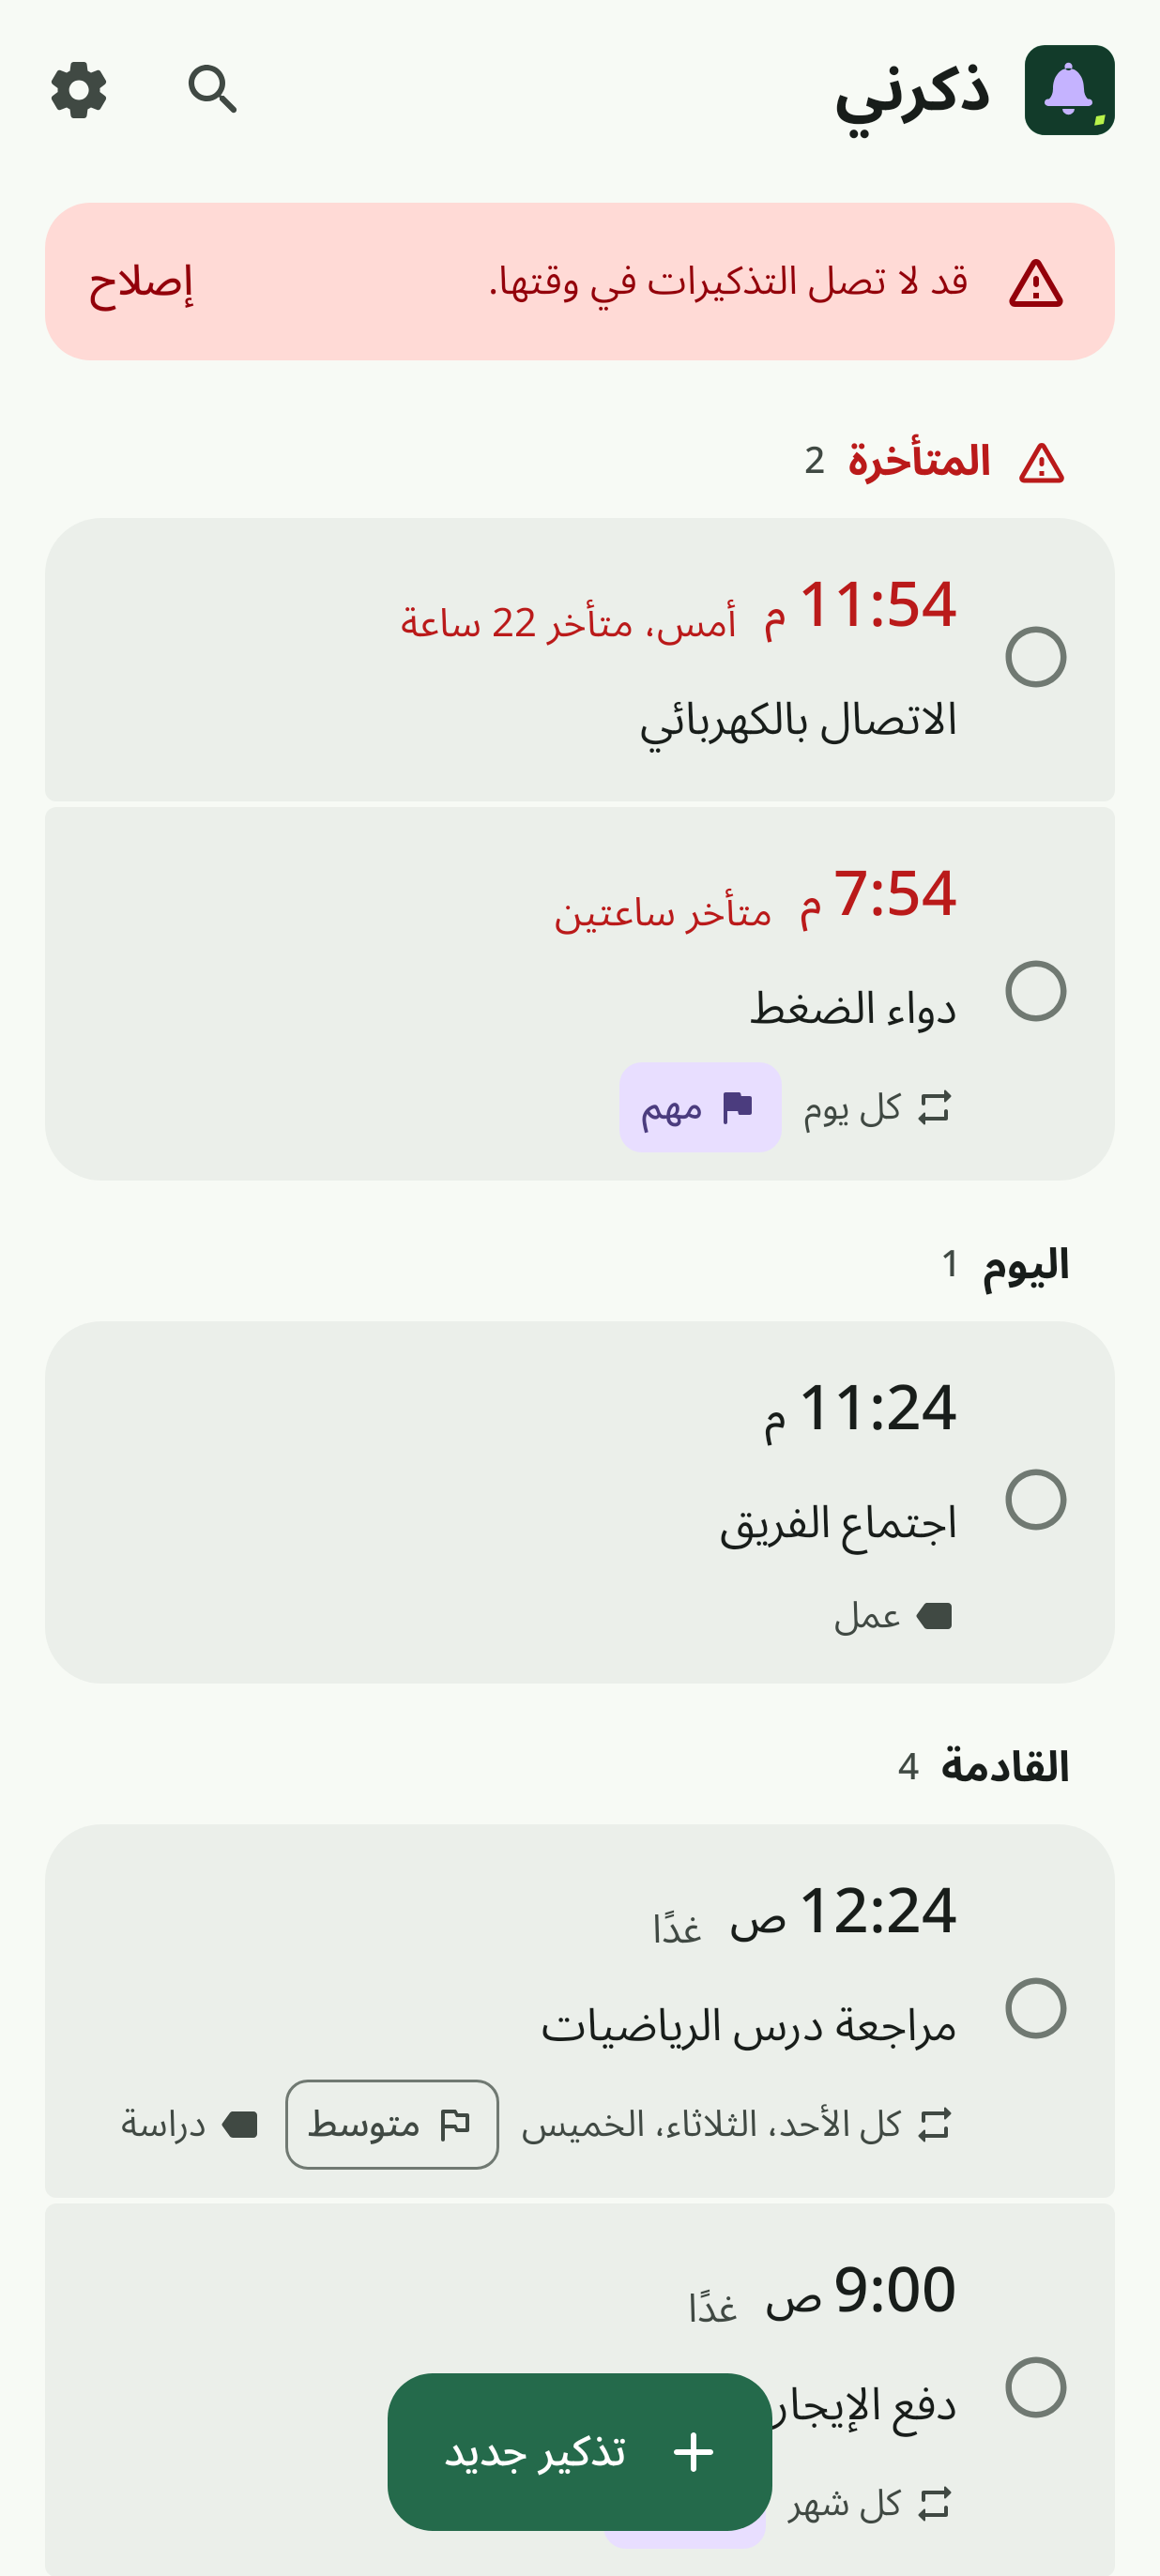 ذكرني
قد لا تصل التذكيرات في وقتها. إصلاح
المتأخرة 2
11:54 م أمس، متأخر 22 ساعة
الاتصال بالكهربائي
7:54 م متأخر ساعتين
دواء الضغط
كل يوم مهم
اليوم 1
11:24 م
اجتماع الفريق
عمل
القادمة 4
12:24 ص غدًا
مراجعة درس الرياضيات
كل الأحد، الثلاثاء، الخميس متوسط دراسة
9:00 ص غدًا
دفع الإيجار
تذكير جديد
كل شهر